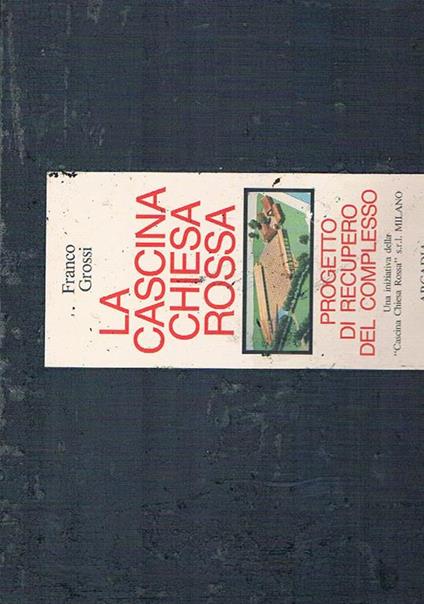 Franco
Grossi
LA
CASCINA
CHIESA
ROSSA
PROGETTO
DI RECUPERO
DEL COMPLESSO
Una iniziativa della
"Cascina Chiesa Rossa" s.r.l. MILANO